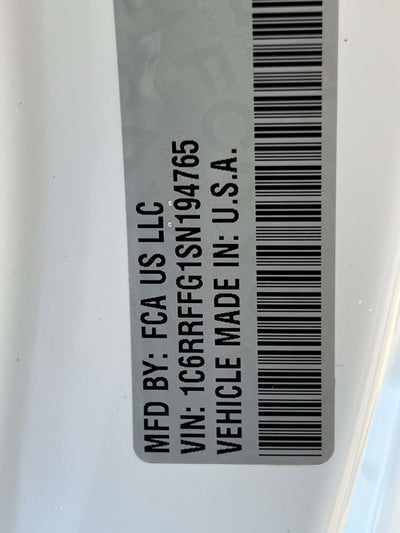 MFD BY: FCA US LLC
VIN: 1C6RRFFG1SN194765
VEHICLE MADE IN: U.S.A.